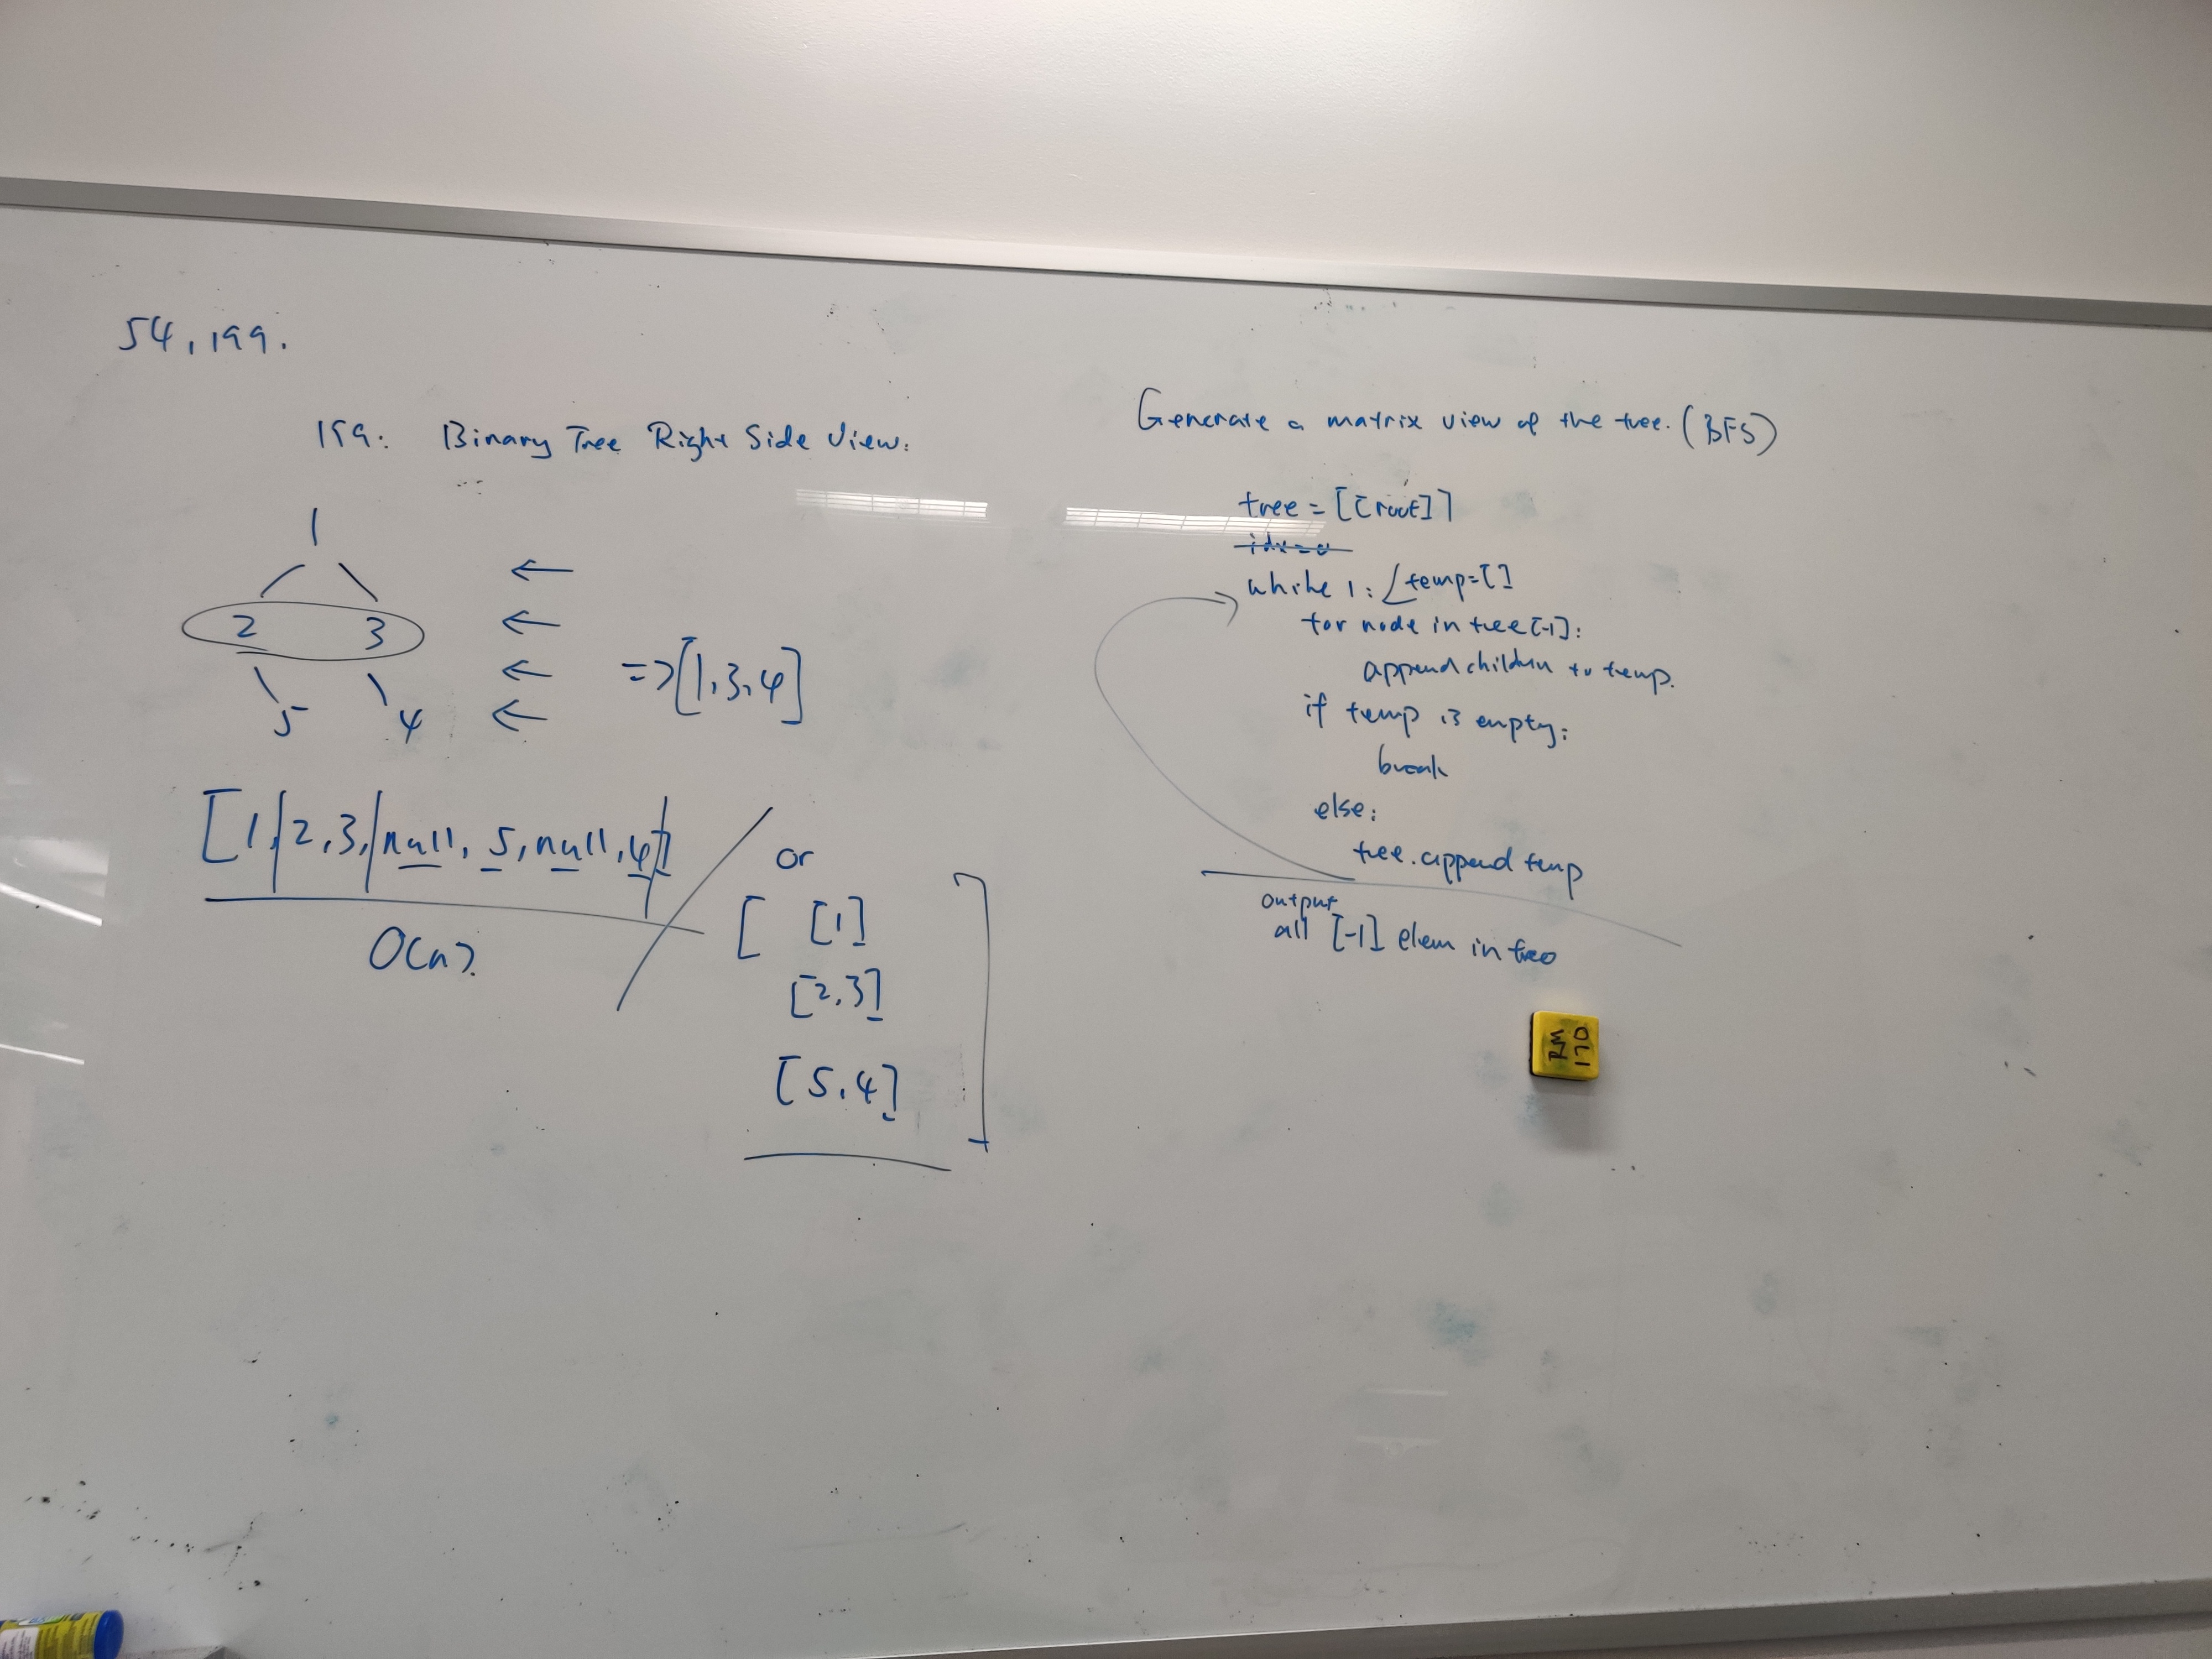 54, 199.
199: Binary Tree Right Side View:
1
2 3
5 4
=>[1,3,4]
[1,2,3,null, 5, null, 4]
O(n).
or
[ [1]
[2,3]
[5,4] ]
Generate a matrix view of the tree. (BFS)
tree = [[root]]
idx=0
while 1: temp=[]
for node in tree[-1]:
append children to temp.
if temp is empty:
break
else:
tree.append temp
output
all [-1] elem in tree
RM
170